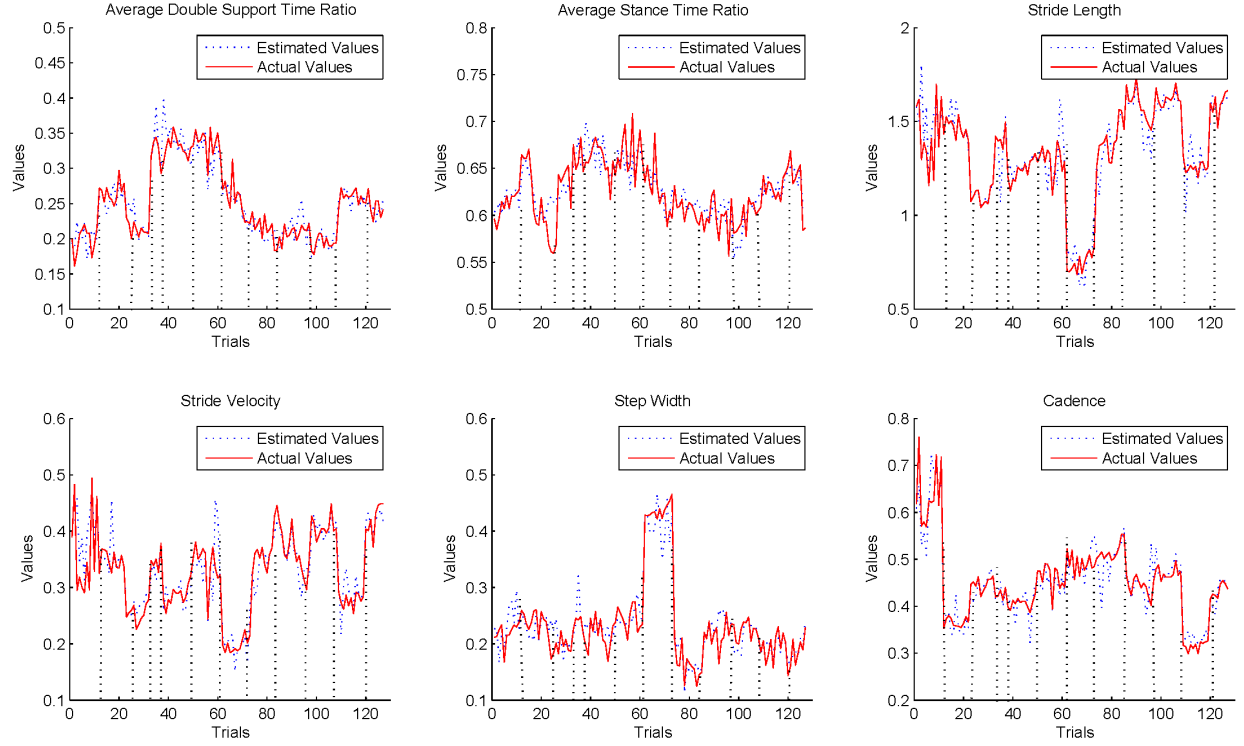 Average Double Support Time Ratio
0.5
0.45
0.4
0.35
0.3
0.25
0.2
0.15
0.1
Values
Estimated Values
Actual Values
0 20 40 60 80 100 120
Trials
Average Stance Time Ratio
0.8
0.75
0.7
0.65
0.6
0.55
0.5
Values
Estimated Values
Actual Values
0 20 40 60 80 100 120
Trials
Stride Length
2
1.5
1
0.5
Values
Estimated Values
Actual Values
0 20 40 60 80 100 120
Trials
Stride Velocity
0.6
0.5
0.4
0.3
0.2
0.1
Values
Estimated Values
Actual Values
0 20 40 60 80 100 120
Trials
Step Width
0.6
0.5
0.4
0.3
0.2
0.1
Values
Estimated Values
Actual Values
0 20 40 60 80 100 120
Trials
Cadence
0.8
0.7
0.6
0.5
0.4
0.3
0.2
Values
Estimated Values
Actual Values
0 20 40 60 80 100 120
Trials